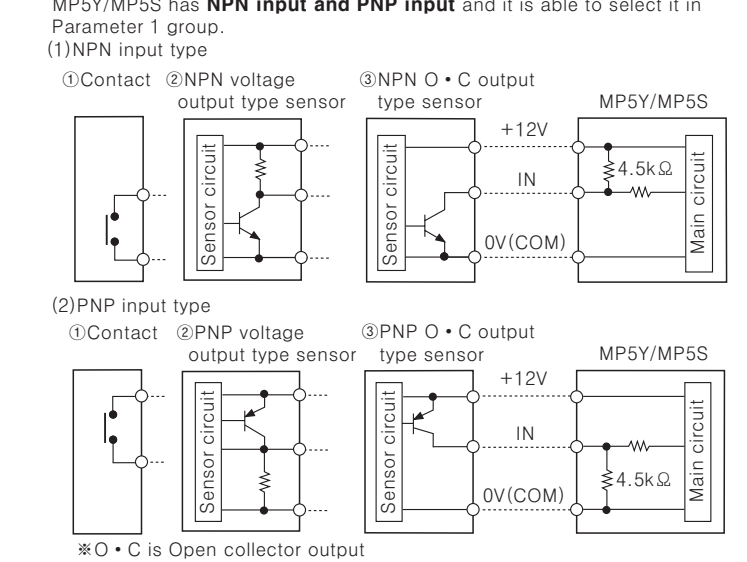 MP5Y/MP5S has NPN input and PNP input and it is able to select it in
Parameter 1 group.
(1)NPN input type
①Contact ②NPN voltage output type sensor ③NPN O • C output type sensor MP5Y/MP5S
Sensor circuit
Sensor circuit
+12V
IN
0V(COM)
4.5kΩ
Main circuit
(2)PNP input type
①Contact ②PNP voltage output type sensor ③PNP O • C output type sensor MP5Y/MP5S
Sensor circuit
Sensor circuit
+12V
IN
0V(COM)
4.5kΩ
Main circuit
※O • C is Open collector output